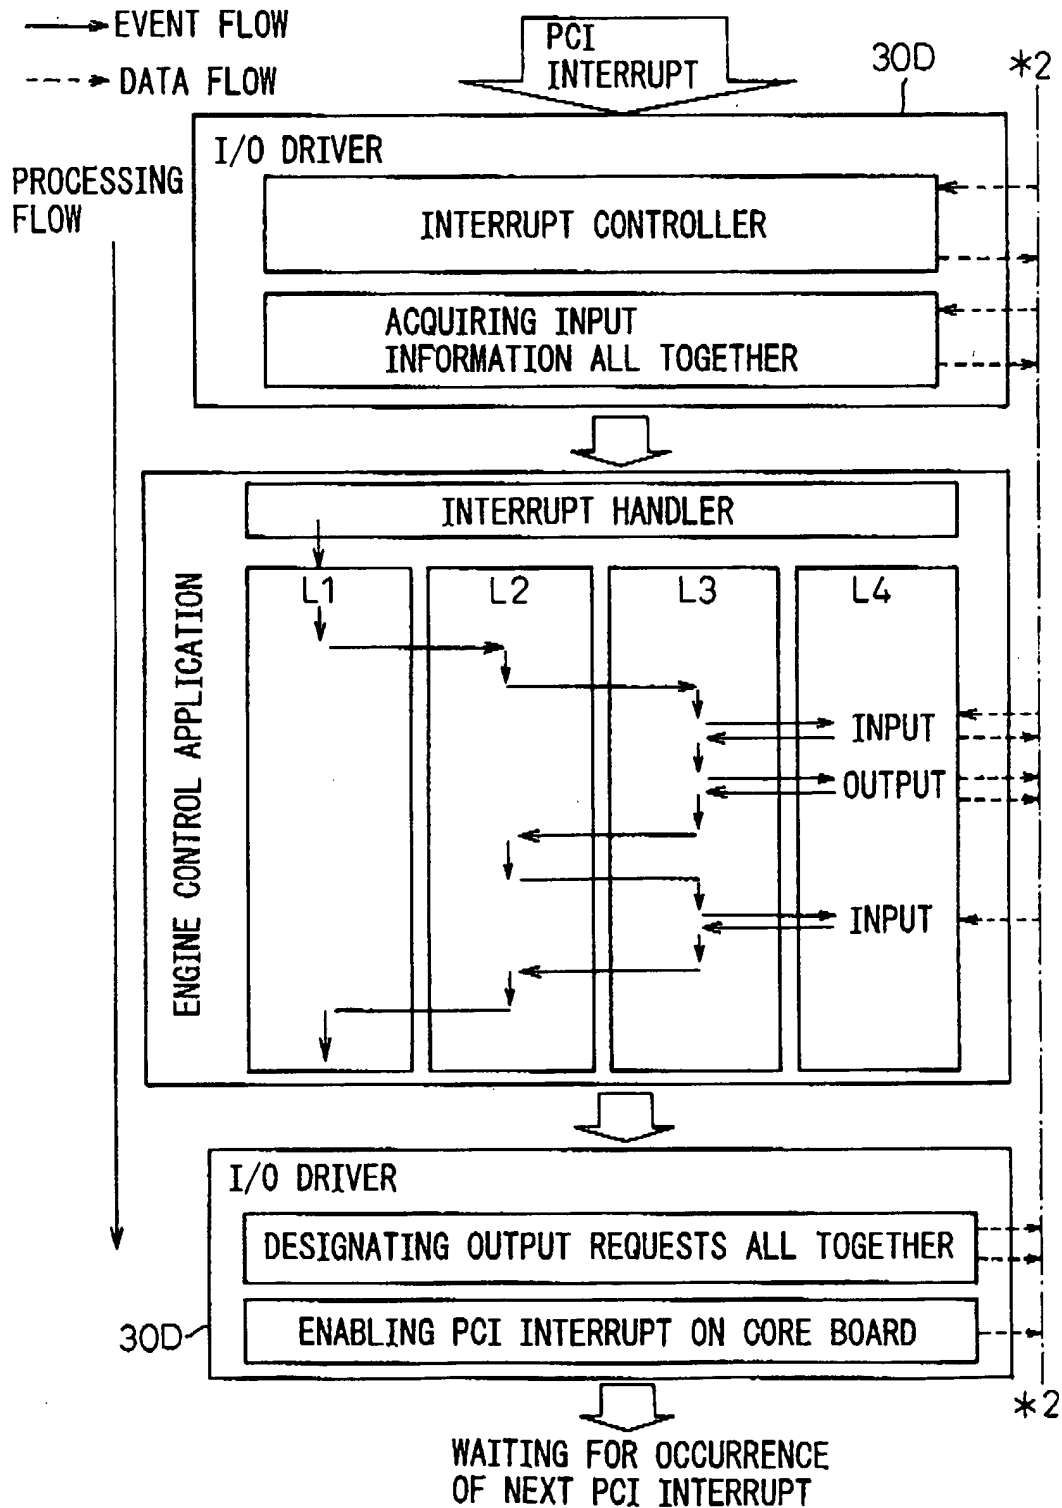 EVENT FLOW
DATA FLOW
PCI
INTERRUPT
30D
*2
I/O DRIVER
PROCESSING
FLOW
INTERRUPT CONTROLLER
ACQUIRING INPUT
INFORMATION ALL TOGETHER
INTERRUPT HANDLER
ENGINE CONTROL APPLICATION
L1
L2
L3
L4
INPUT
OUTPUT
INPUT
I/O DRIVER
DESIGNATING OUTPUT REQUESTS ALL TOGETHER
ENABLING PCI INTERRUPT ON CORE BOARD
30D
*2
WAITING FOR OCCURRENCE
OF NEXT PCI INTERRUPT